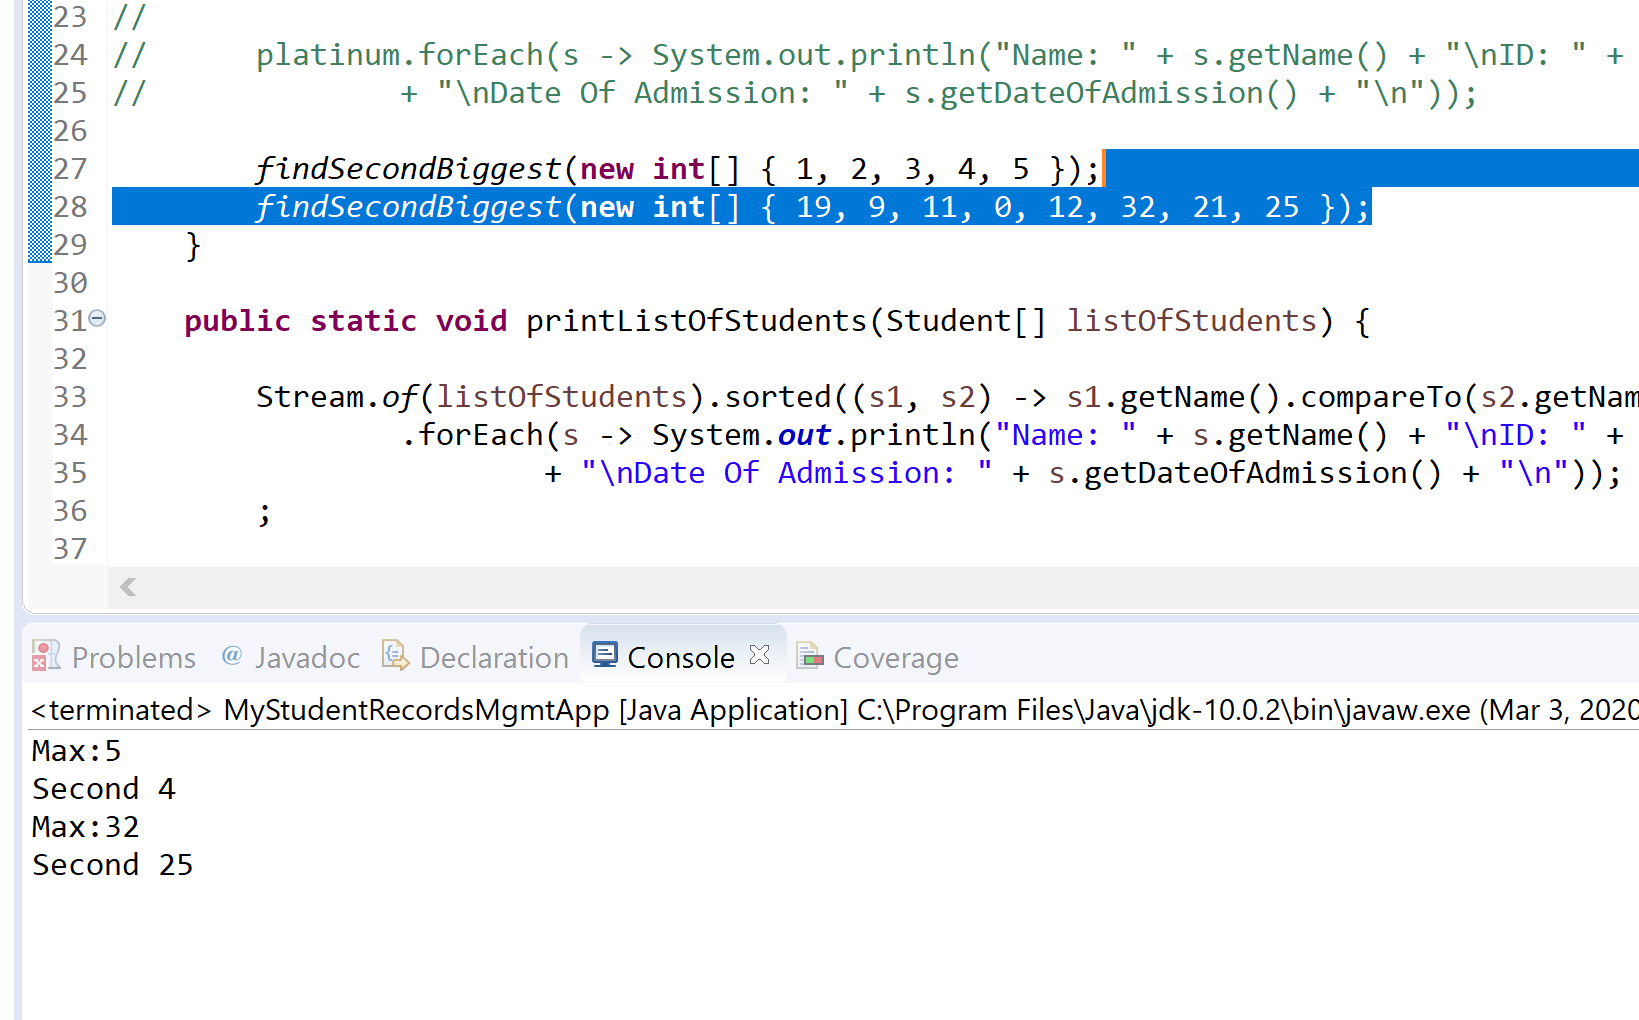 23 //
24 //      platinum.forEach(s -> System.out.println("Name: " + s.getName() + "\nID: " +
25 //              + "\nDate Of Admission: " + s.getDateOfAdmission() + "\n"));
26
27         findSecondBiggest(new int[] { 1, 2, 3, 4, 5 });
28         findSecondBiggest(new int[] { 19, 9, 11, 0, 12, 32, 21, 25 });
29     }
30
31     public static void printListOfStudents(Student[] listOfStudents) {
32
33         Stream.of(listOfStudents).sorted((s1, s2) -> s1.getName().compareTo(s2.getNam
34                 .forEach(s -> System.out.println("Name: " + s.getName() + "\nID: " +
35                         + "\nDate Of Admission: " + s.getDateOfAdmission() + "\n"));
36         ;
37
Problems @ Javadoc Declaration Console Coverage
<terminated> MyStudentRecordsMgmtApp [Java Application] C:\Program Files\Java\jdk-10.0.2\bin\javaw.exe (Mar 3, 2020
Max:5
Second 4
Max:32
Second 25